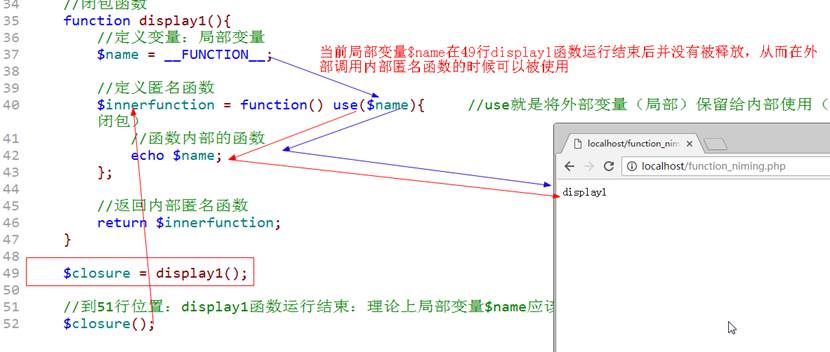 34 //闭包函数
35 function display1(){
36 //定义变量：局部变量
37 $name = __FUNCTION__;
当前局部变量$name在49行display1函数运行结束后并没有被释放，从而在外
部调用内部匿名函数的时候可以被使用
38
39 //定义匿名函数
40 $innerfunction = function() use($name){ //use就是将外部变量（局部）保留给内部使用（
闭包）
41 //函数内部的函数
42 echo $name;
43 };
44
45 //返回内部匿名函数
46 return $innerfunction;
47 }
48
49 $closure = display1();
50
51 //到51行位置：display1函数运行结束：理论上局部变量$name应该
52 $closure();
localhost/function_nim
localhost/function_niming.php
display1